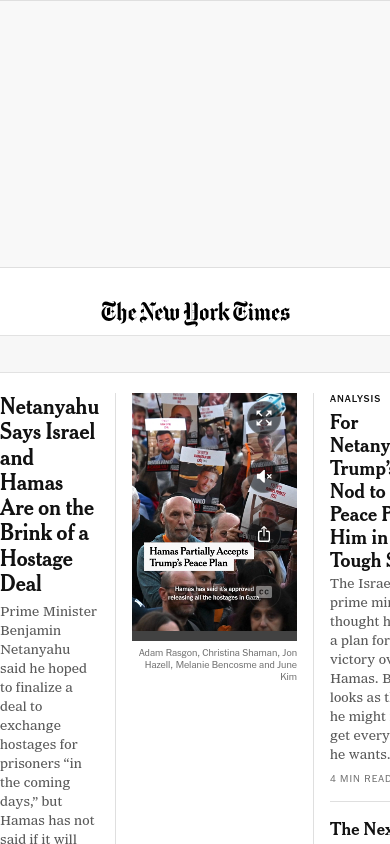 The New York Times
Netanyahu
Says Israel
and
Hamas
Are on the
Brink of a
Hostage
Deal
Prime Minister
Benjamin
Netanyahu
said he hoped
to finalize a
deal to
exchange
hostages for
prisoners “in
the coming
days,” but
Hamas has not
said if it will
Hamas Partially Accepts
Trump’s Peace Plan
Hamas has said it’s approved
releasing all the hostages in Gaza.
CC
Adam Rasgon, Christina Shaman, Jon
Hazell, Melanie Bencosme and June
Kim
ANALYSIS
For
Netany
Trump’s
Nod to
Peace P
Him in
Tough S
The Israe
prime min
thought h
a plan for
victory ov
Hamas. B
looks as t
he might
get every
he wants.
4 MIN READ
The Nex